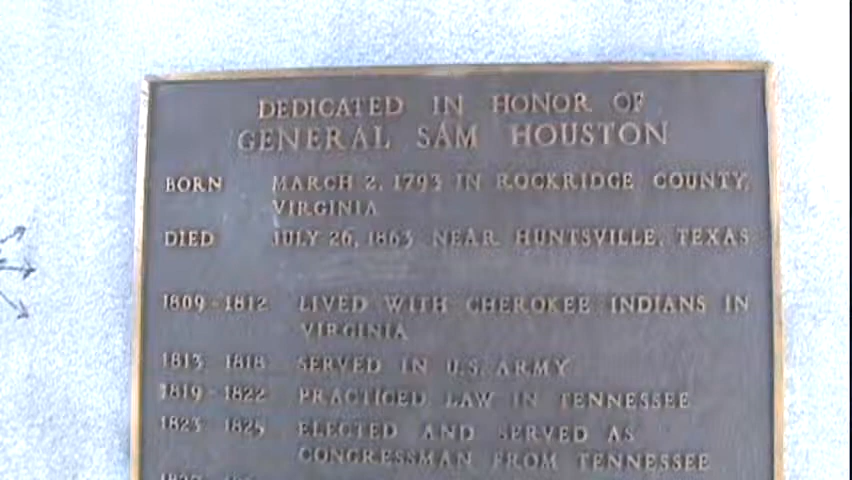 DEDICATED IN HONOR OF
GENERAL SAM HOUSTON
BORN MARCH 2, 1793 IN ROCKRIDGE COUNTY,
VIRGINIA
DIED JULY 26, 1863 NEAR HUNTSVILLE, TEXAS
1809-1812 LIVED WITH CHEROKEE INDIANS IN
VIRGINIA
1813-1818 SERVED IN U.S. ARMY
1819-1822 PRACTICED LAW IN TENNESSEE
1823-1825 ELECTED AND SERVED AS
CONGRESSMAN FROM TENNESSEE